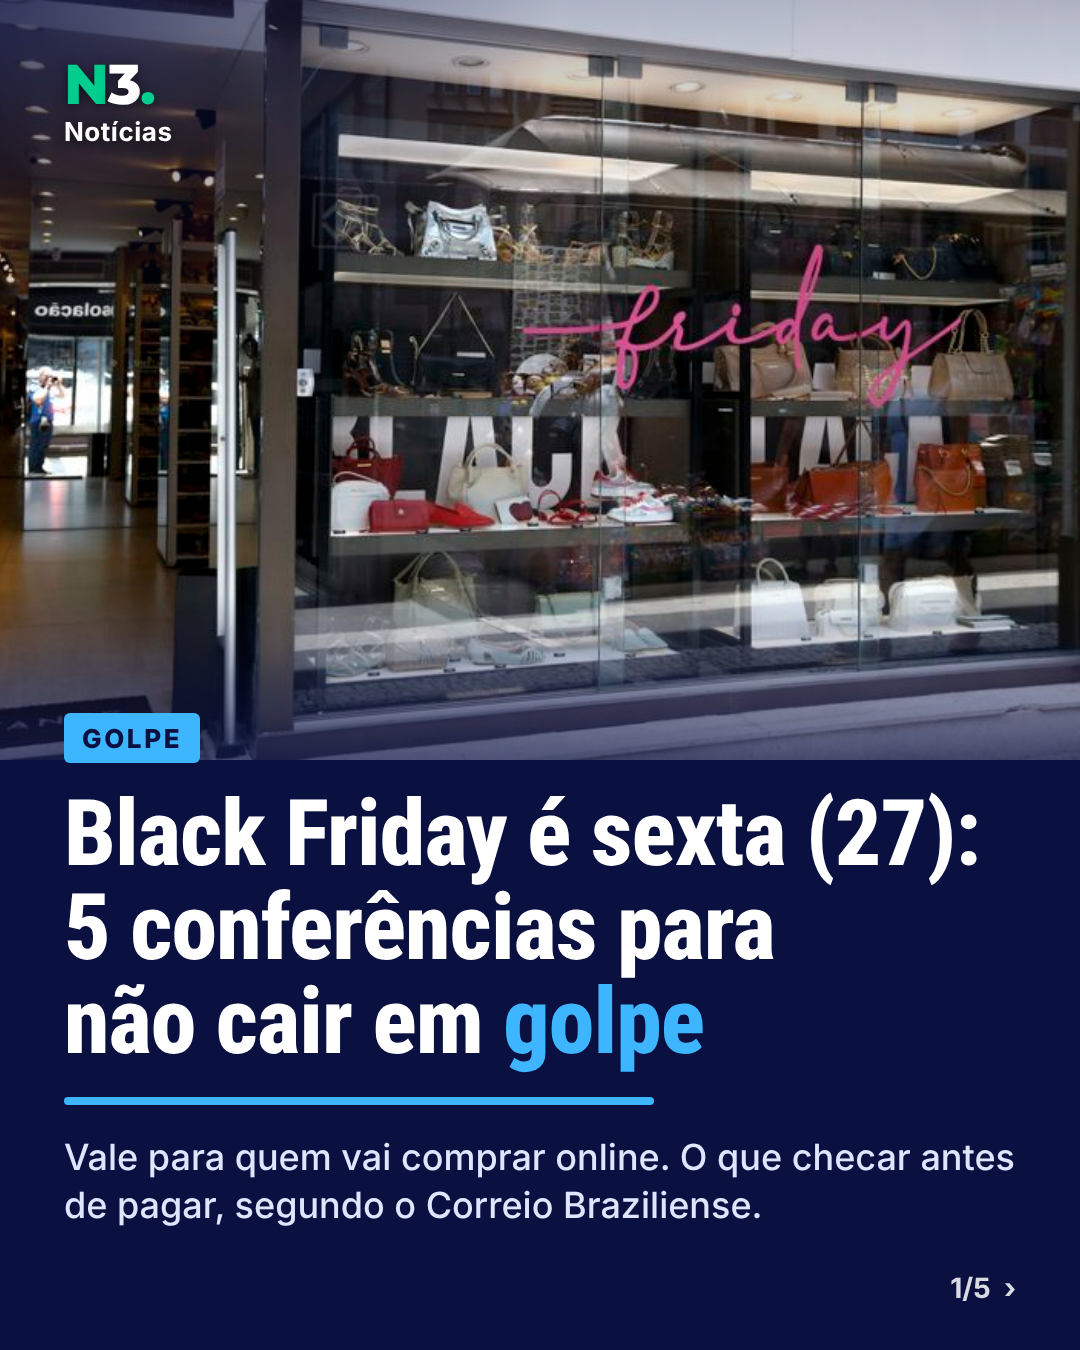 N3.
Notícias
friday
LACK
GOLPE
Black Friday é sexta (27):
5 conferências para
não cair em golpe
Vale para quem vai comprar online. O que checar antes
de pagar, segundo o Correio Braziliense.
1/5 ›